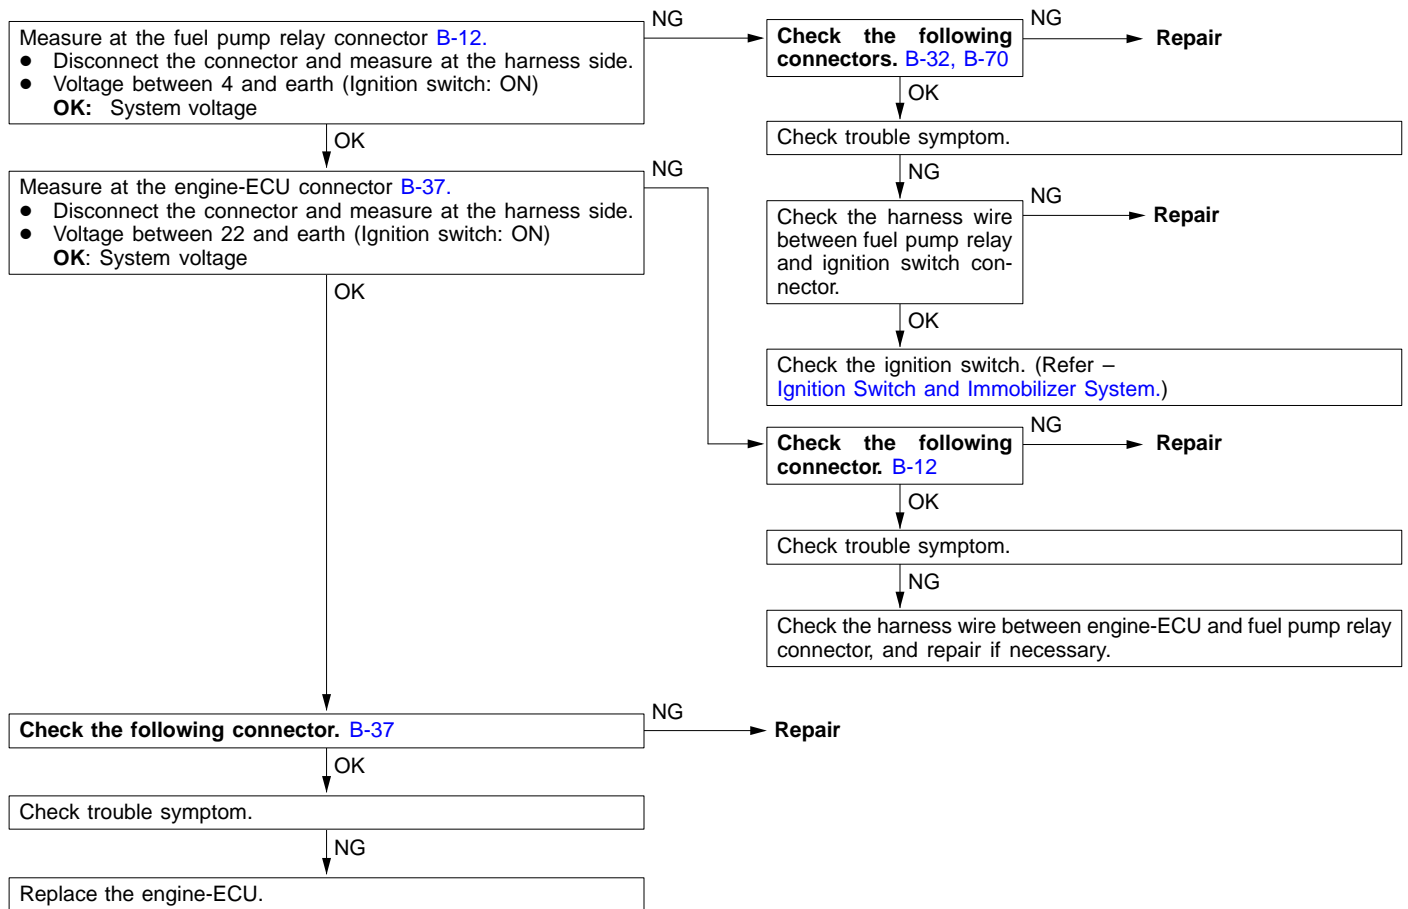 Measure at the fuel pump relay connector B-12.
● Disconnect the connector and measure at the harness side.
● Voltage between 4 and earth (Ignition switch: ON)
OK: System voltage
NG
Check the following
connectors. B-32, B-70
NG
Repair
OK
Check trouble symptom.
NG
Check the harness wire
between fuel pump relay
and ignition switch con-
nector.
NG
Repair
OK
Check the ignition switch. (Refer –
Ignition Switch and Immobilizer System.)
OK
Measure at the engine-ECU connector B-37.
● Disconnect the connector and measure at the harness side.
● Voltage between 22 and earth (Ignition switch: ON)
OK: System voltage
NG
Check the following
connector. B-12
NG
Repair
OK
Check trouble symptom.
NG
Check the harness wire between engine-ECU and fuel pump relay
connector, and repair if necessary.
OK
Check the following connector. B-37
NG
Repair
OK
Check trouble symptom.
NG
Replace the engine-ECU.